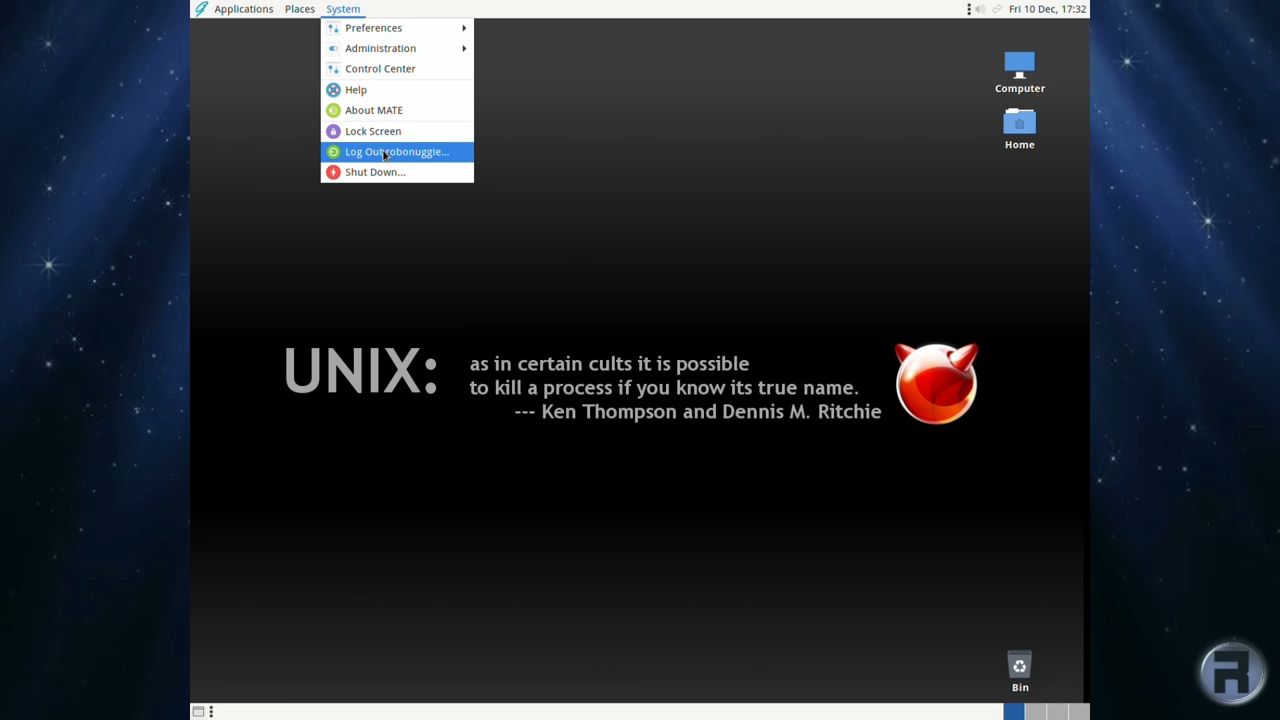 Applications Places System
Fri 10 Dec, 17:32
Preferences
Administration
Control Center
Help
About MATE
Lock Screen
Log Out robonuggie...
Shut Down...
Computer
Home
UNIX: as in certain cults it is possible
to kill a process if you know its true name.
--- Ken Thompson and Dennis M. Ritchie
Bin
R